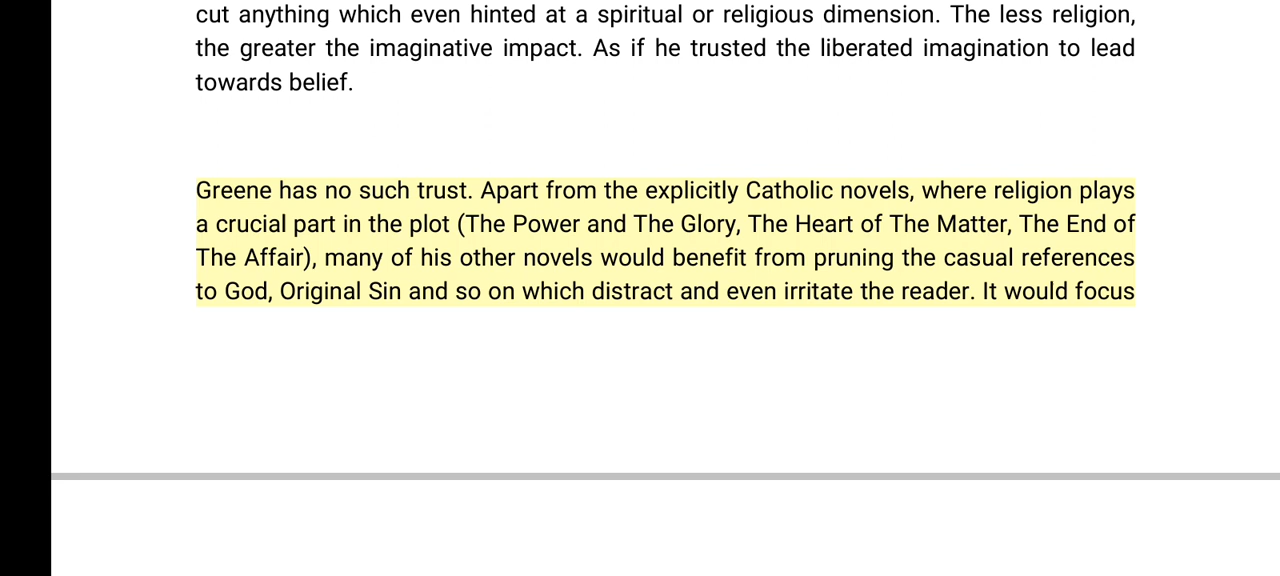 cut anything which even hinted at a spiritual or religious dimension. The less religion,
the greater the imaginative impact. As if he trusted the liberated imagination to lead
towards belief.
Greene has no such trust. Apart from the explicitly Catholic novels, where religion plays
a crucial part in the plot (The Power and The Glory, The Heart of The Matter, The End of
The Affair), many of his other novels would benefit from pruning the casual references
to God, Original Sin and so on which distract and even irritate the reader. It would focus